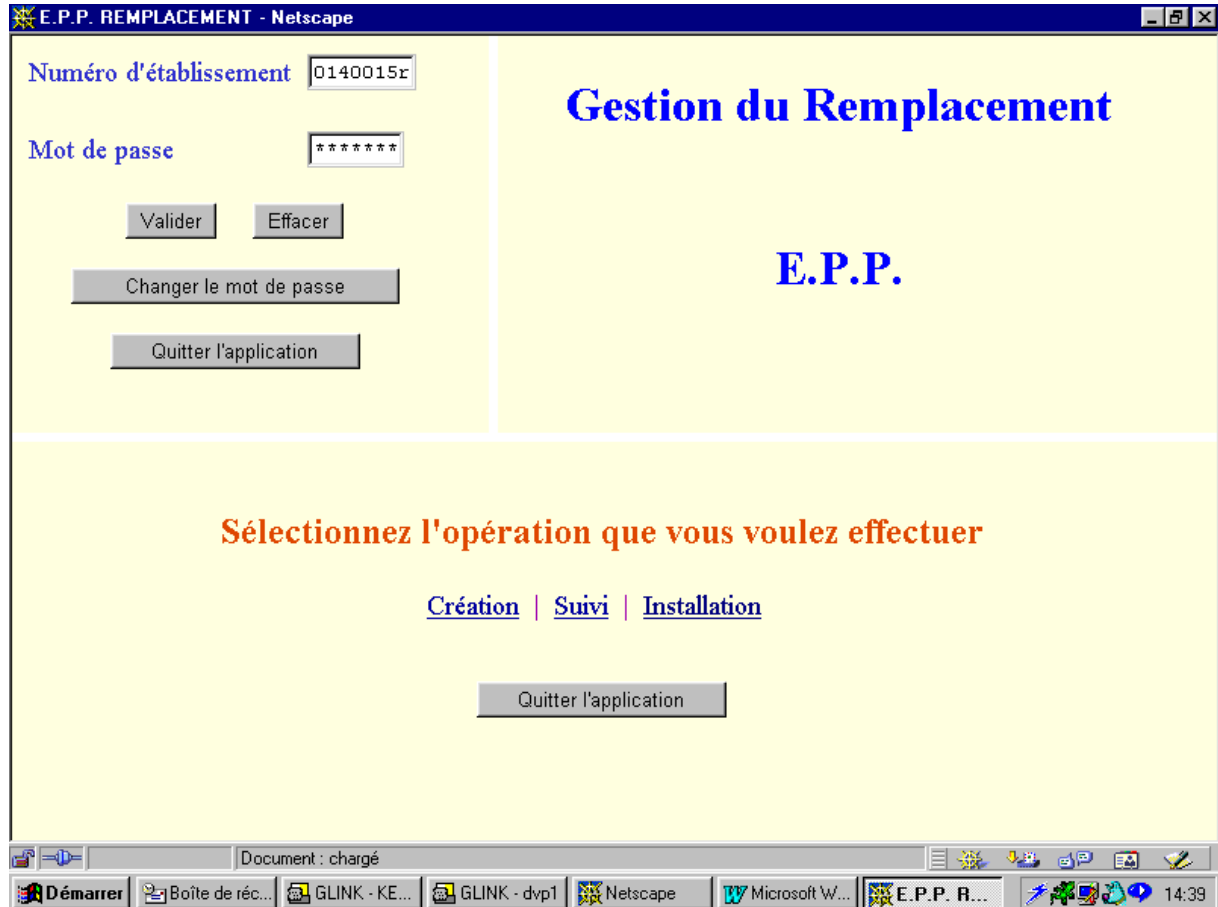 E.P.P. REMPLACEMENT - Netscape
Numéro d'établissement 0140015r
Mot de passe *******
Valider Effacer
Changer le mot de passe
Quitter l'application
Gestion du Remplacement
E.P.P.
Sélectionnez l'opération que vous voulez effectuer
Création | Suivi | Installation
Quitter l'application
Document : chargé
Démarrer Boîte de réc... GLINK - KE... GLINK - dvp1 Netscape Microsoft W... E.P.P. R... 14:39